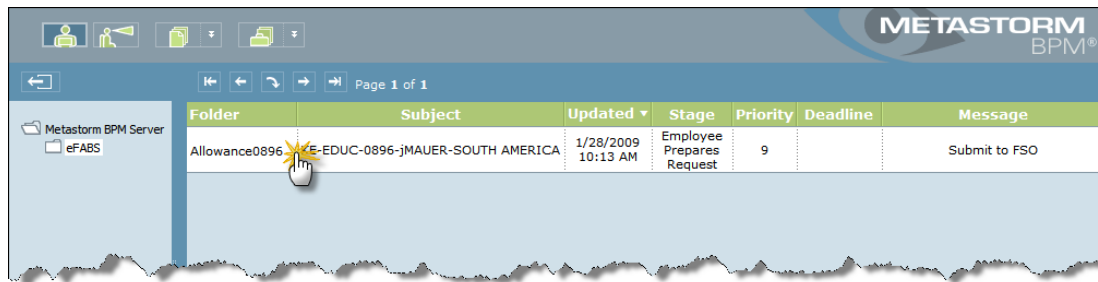 METASTORM
BPM®
Page 1 of 1
Metastorm BPM Server
eFABS
Folder Subject Updated Stage Priority Deadline Message
Allowance0896 E-EDUC-0896-jMAUER-SOUTH AMERICA 1/28/2009 10:13 AM Employee Prepares Request 9 Submit to FSO